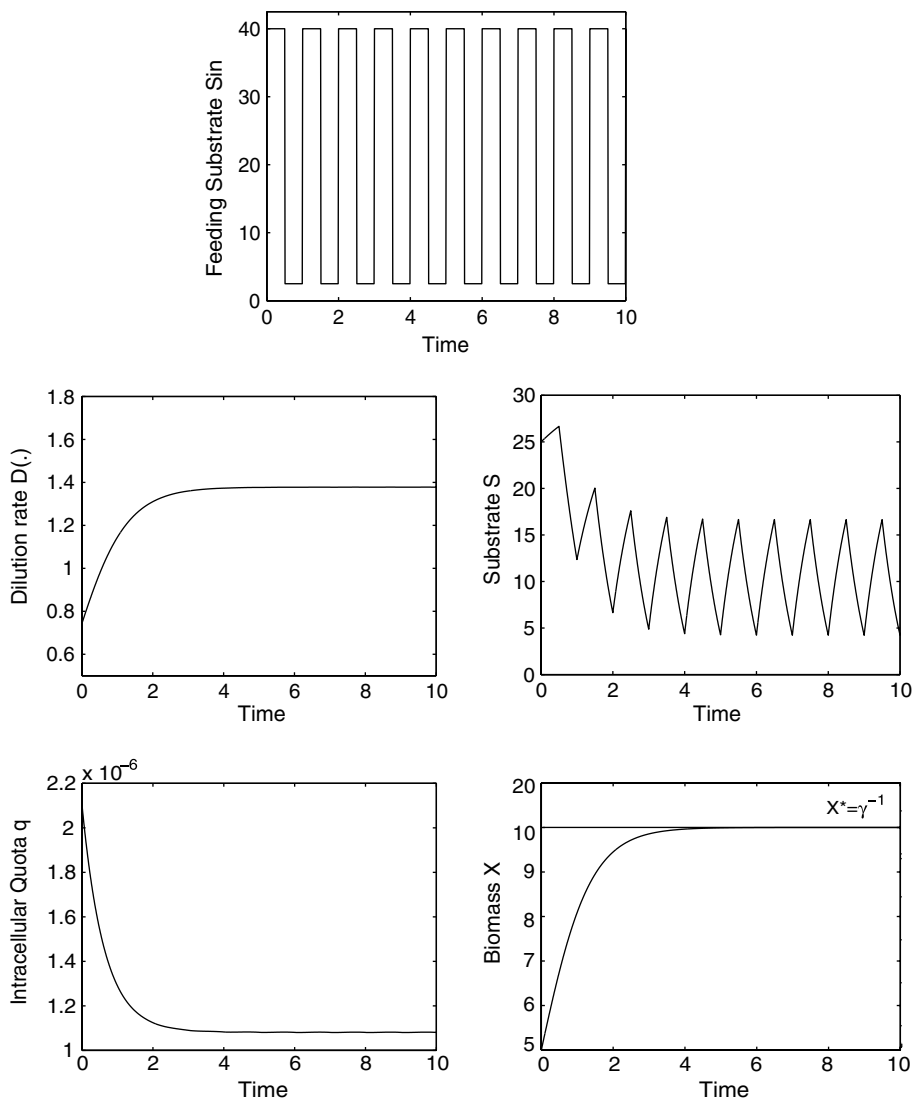 40
30
20
10
0
Feeding Substrate Sin
0 2 4 6 8 10
Time
1.8
1.6
1.4
1.2
1
0.8
0.6
Dilution rate D(.)
0 2 4 6 8 10
Time
30
25
20
15
10
5
0
Substrate S
0 2 4 6 8 10
Time
x 10⁻⁶
2.2
2
1.8
1.6
1.4
1.2
1
Intracellular Quota q
0 2 4 6 8 10
Time
20
10
9
8
7
6
5
Biomass X
X*=γ⁻¹
0 2 4 6 8 10
Time